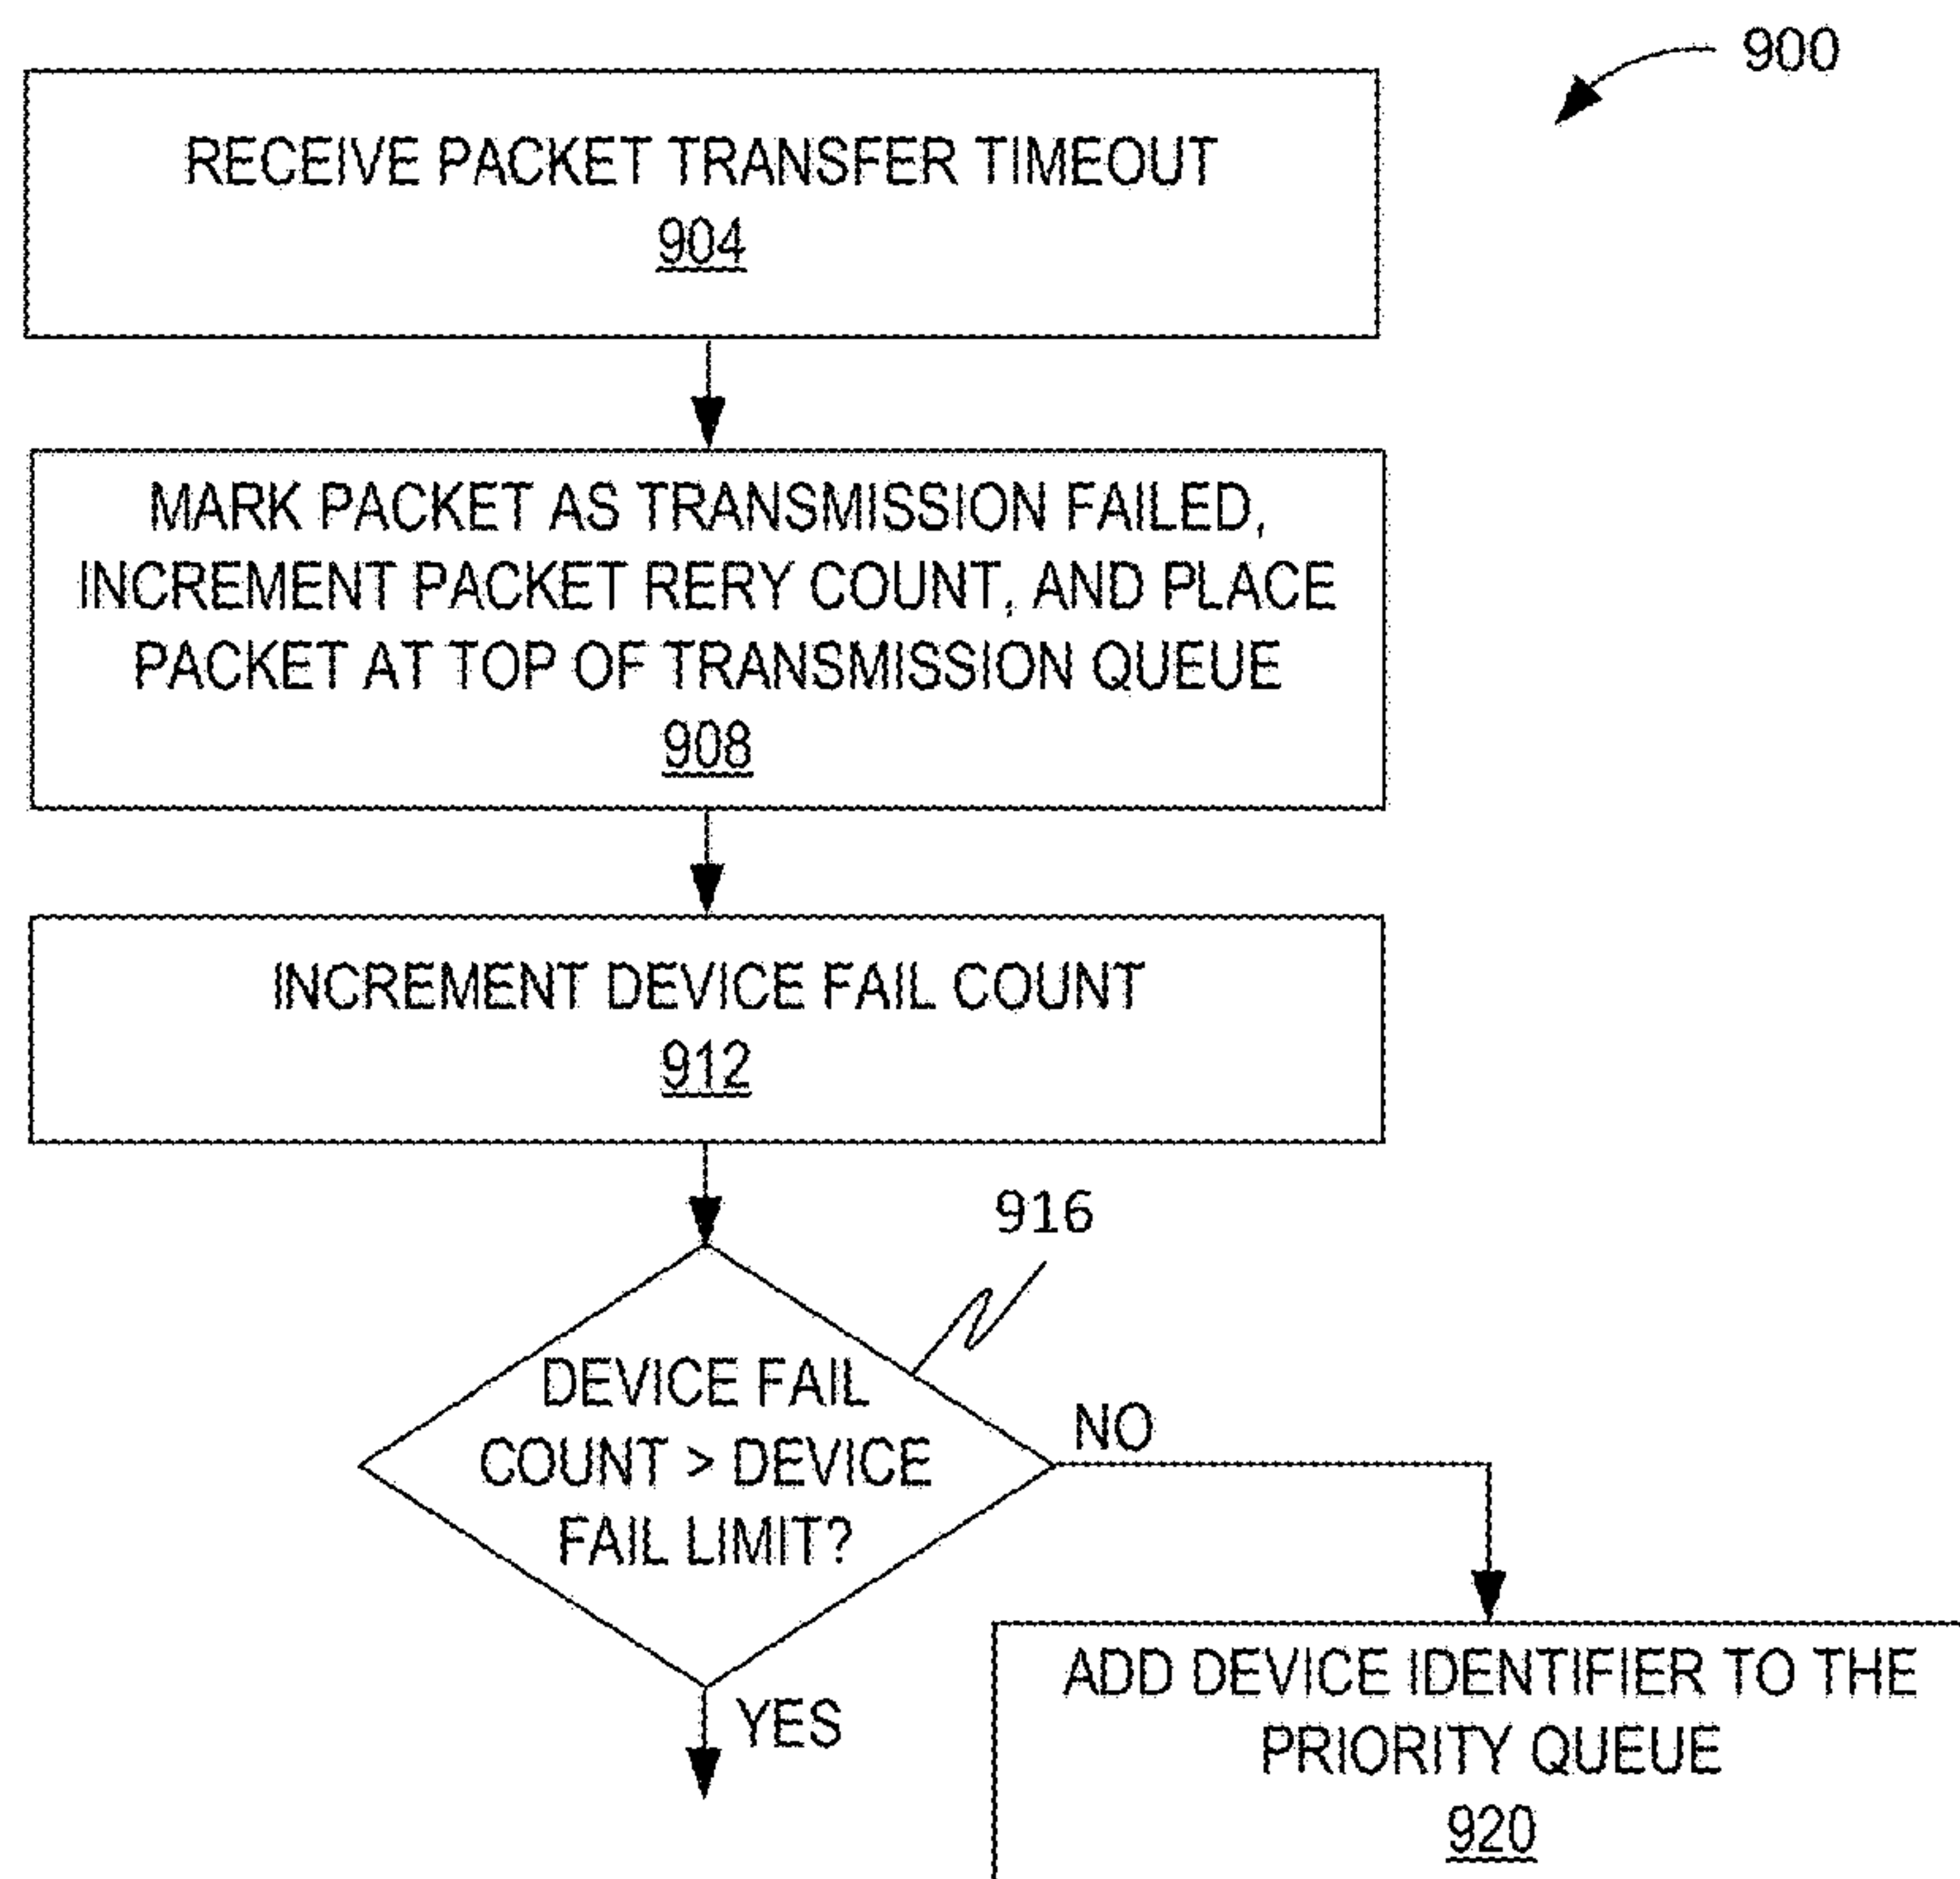 900
RECEIVE PACKET TRANSFER TIMEOUT
904
MARK PACKET AS TRANSMISSION FAILED,
INCREMENT PACKET RERY COUNT, AND PLACE
PACKET AT TOP OF TRANSMISSION QUEUE
908
INCREMENT DEVICE FAIL COUNT
912
916
DEVICE FAIL
COUNT > DEVICE
FAIL LIMIT?
NO
YES
ADD DEVICE IDENTIFIER TO THE
PRIORITY QUEUE
920